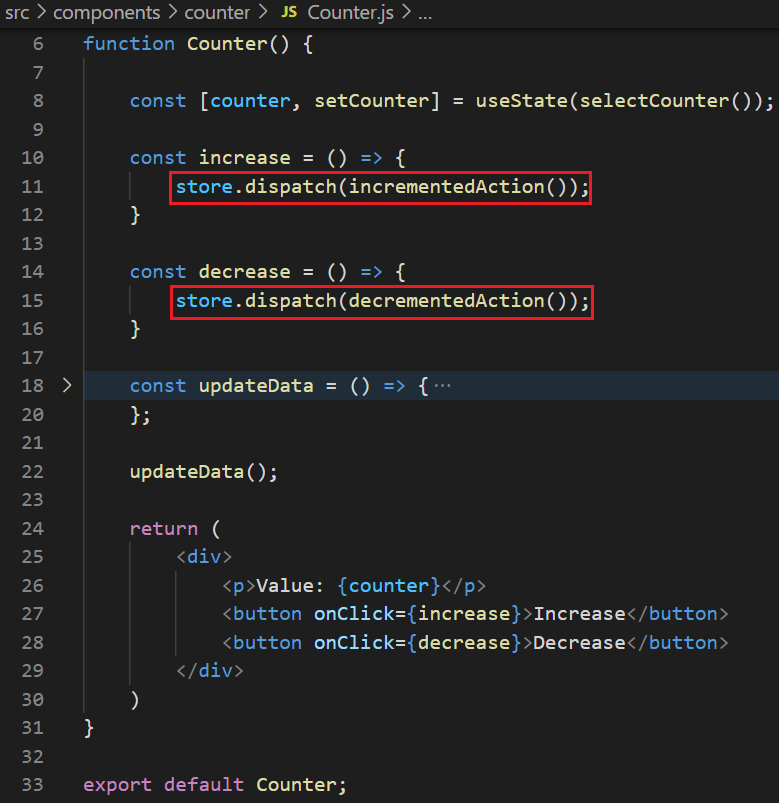 src > components > counter > JS Counter.js > ...
6 function Counter() {
7
8 const [counter, setCounter] = useState(selectCounter());
9
10 const increase = () => {
11 store.dispatch(incrementedAction());
12 }
13
14 const decrease = () => {
15 store.dispatch(decrementedAction());
16 }
17
18 > const updateData = () => {···
20 };
21
22 updateData();
23
24 return (
25 <div>
26 <p>Value: {counter}</p>
27 <button onClick={increase}>Increase</button>
28 <button onClick={decrease}>Decrease</button>
29 </div>
30 )
31 }
32
33 export default Counter;